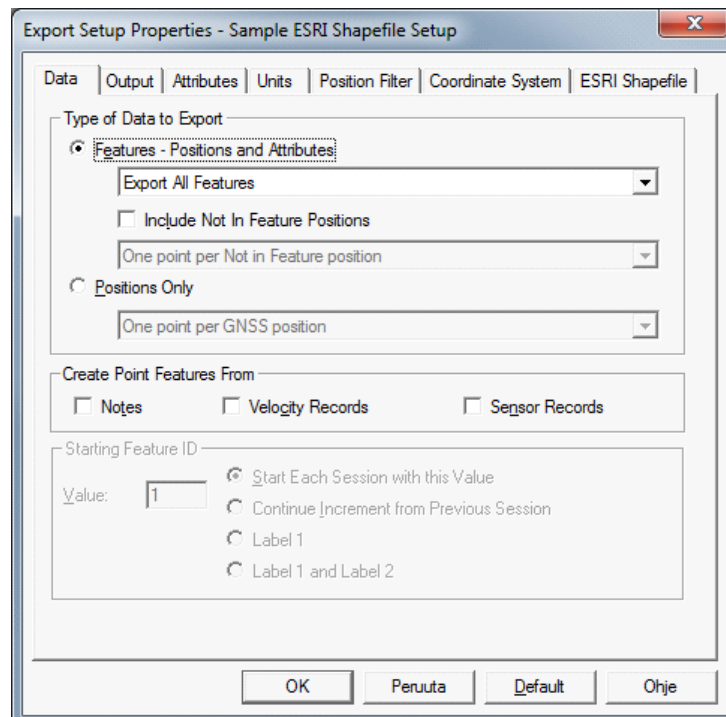 Export Setup Properties - Sample ESRI Shapefile Setup
Data Output Attributes Units Position Filter Coordinate System ESRI Shapefile
Type of Data to Export
Features - Positions and Attributes
Export All Features
Include Not In Feature Positions
One point per Not in Feature position
Positions Only
One point per GNSS position
Create Point Features From
Notes Velocity Records Sensor Records
Starting Feature ID
Value: 1
Start Each Session with this Value
Continue Increment from Previous Session
Label 1
Label 1 and Label 2
OK Peruuta Default Ohje